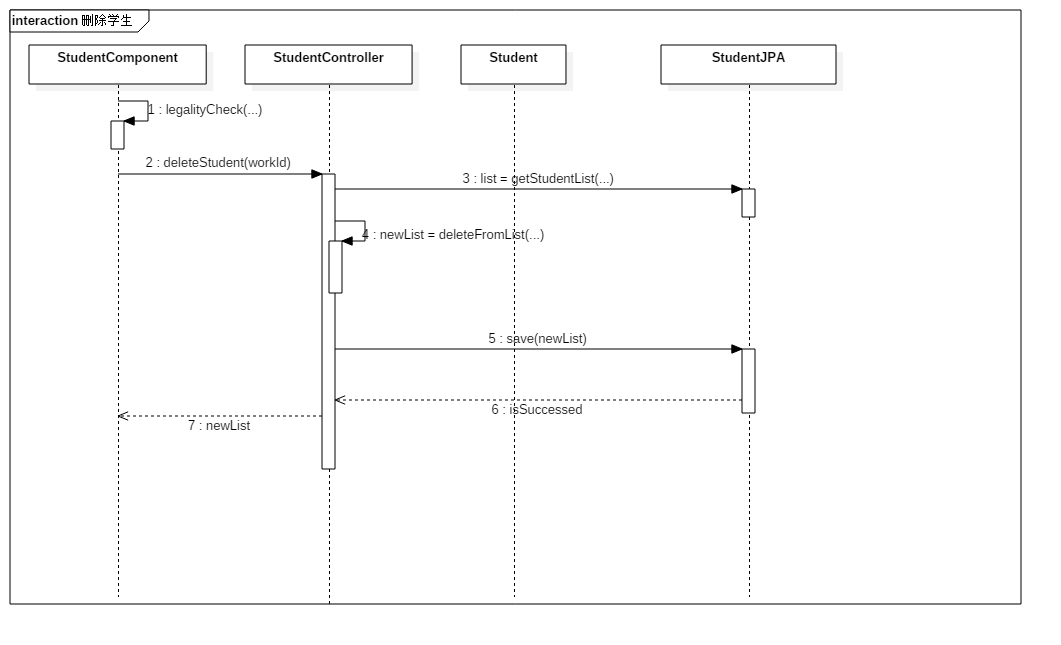 interaction 删除学生
StudentComponent
StudentController
Student
StudentJPA
1 : legalityCheck(...)
2 : deleteStudent(workId)
3 : list = getStudentList(...)
4 : newList = deleteFromList(...)
5 : save(newList)
6 : isSuccessed
7 : newList